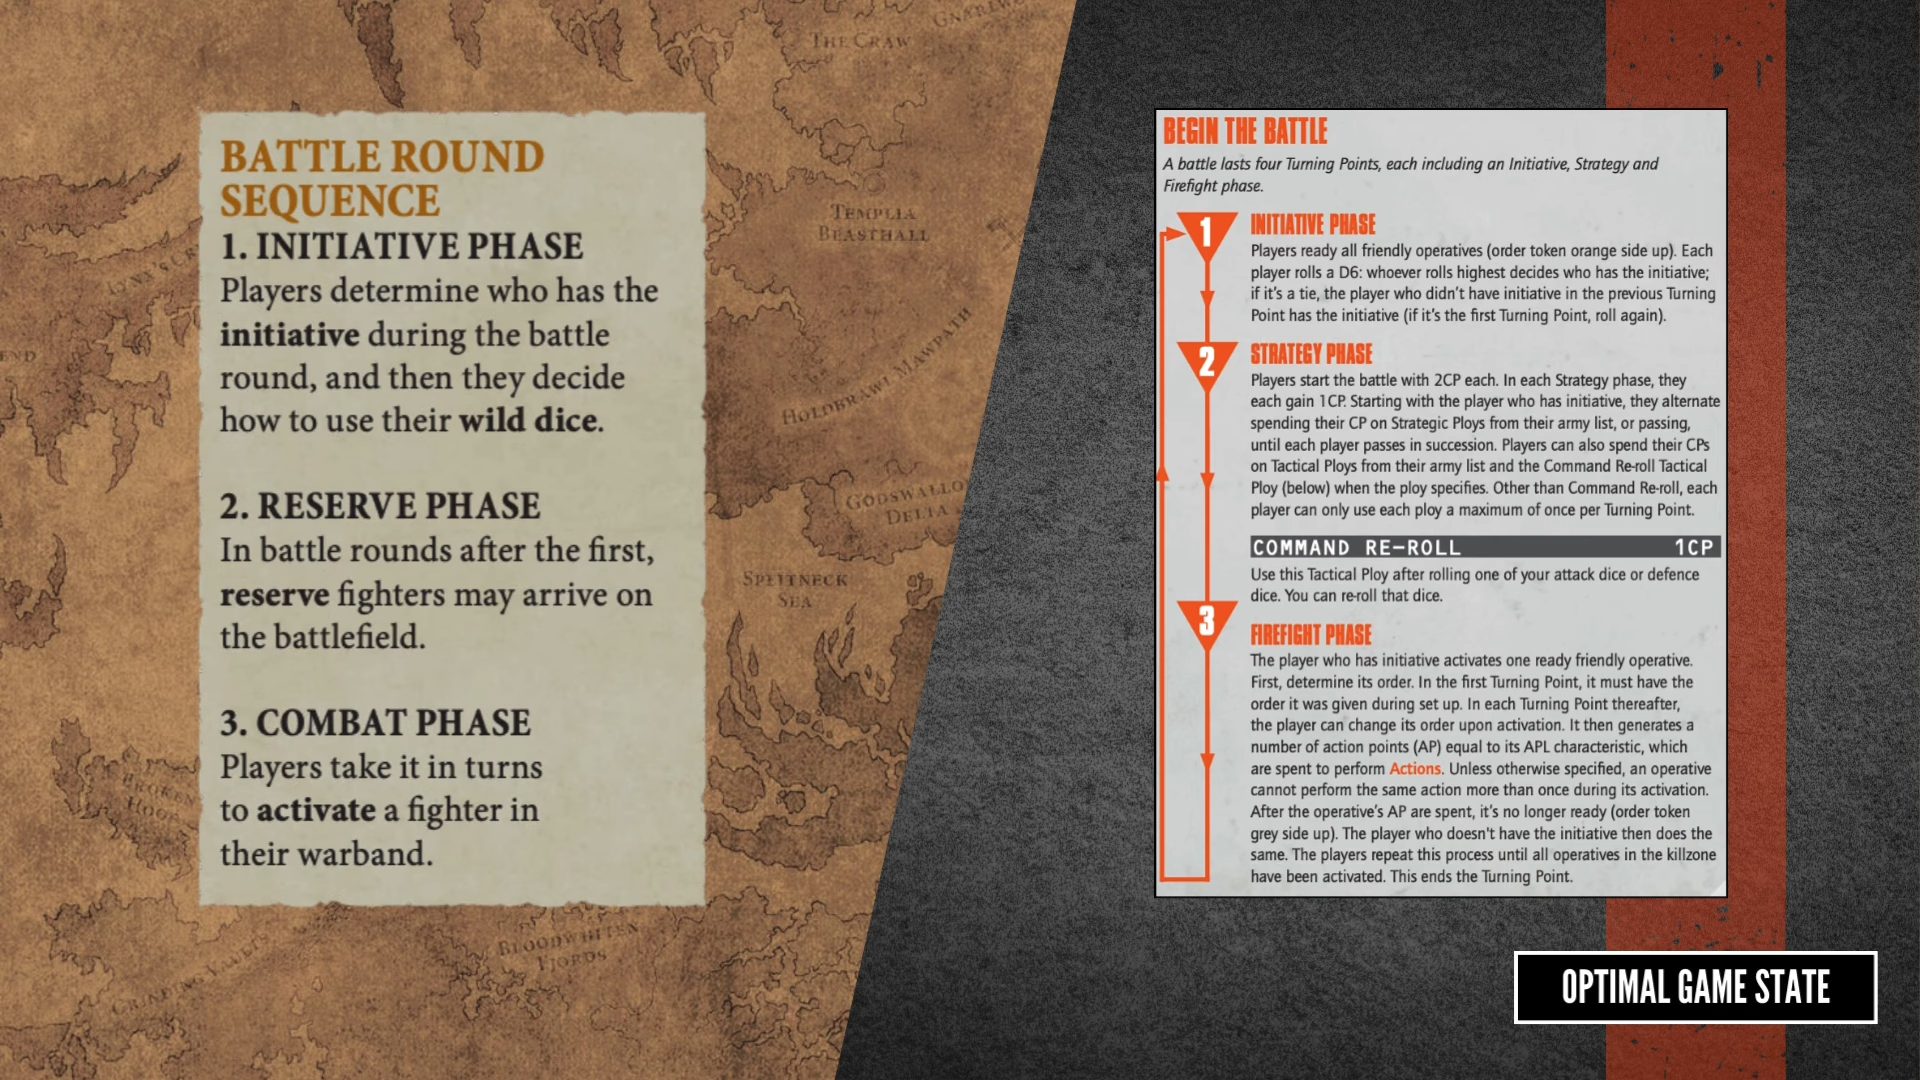 GNARLWO
THE CRAW
TEMPLIA
BEASTHALL
HOLDBRAWL MAWPATH
GODSWALLO
DELTA
SPLITNECK
SEA
END
BROKEN
HOOF
BLOODWHITEN
FJORDS
BATTLE ROUND
SEQUENCE
1. INITIATIVE PHASE
Players determine who has the
initiative during the battle
round, and then they decide
how to use their wild dice.
2. RESERVE PHASE
In battle rounds after the first,
reserve fighters may arrive on
the battlefield.
3. COMBAT PHASE
Players take it in turns
to activate a fighter in
their warband.
BEGIN THE BATTLE
A battle lasts four Turning Points, each including an Initiative, Strategy and
Firefight phase.
1
INITIATIVE PHASE
Players ready all friendly operatives (order token orange side up). Each
player rolls a D6: whoever rolls highest decides who has the initiative;
if it's a tie, the player who didn't have initiative in the previous Turning
Point has the initiative (if it's the first Turning Point, roll again).
2
STRATEGY PHASE
Players start the battle with 2CP each. In each Strategy phase, they
each gain 1CP. Starting with the player who has initiative, they alternate
spending their CP on Strategic Ploys from their army list, or passing,
until each player passes in succession. Players can also spend their CPs
on Tactical Ploys from their army list and the Command Re-roll Tactical
Ploy (below) when the ploy specifies. Other than Command Re-roll, each
player can only use each ploy a maximum of once per Turning Point.
COMMAND RE-ROLL 1CP
Use this Tactical Ploy after rolling one of your attack dice or defence
dice. You can re-roll that dice.
3
FIREFIGHT PHASE
The player who has initiative activates one ready friendly operative.
First, determine its order. In the first Turning Point, it must have the
order it was given during set up. In each Turning Point thereafter,
the player can change its order upon activation. It then generates a
number of action points (AP) equal to its APL characteristic, which
are spent to perform Actions. Unless otherwise specified, an operative
cannot perform the same action more than once during its activation.
After the operative's AP are spent, it's no longer ready (order token
grey side up). The player who doesn't have the initiative then does the
same. The players repeat this process until all operatives in the killzone
have been activated. This ends the Turning Point.
OPTIMAL GAME STATE